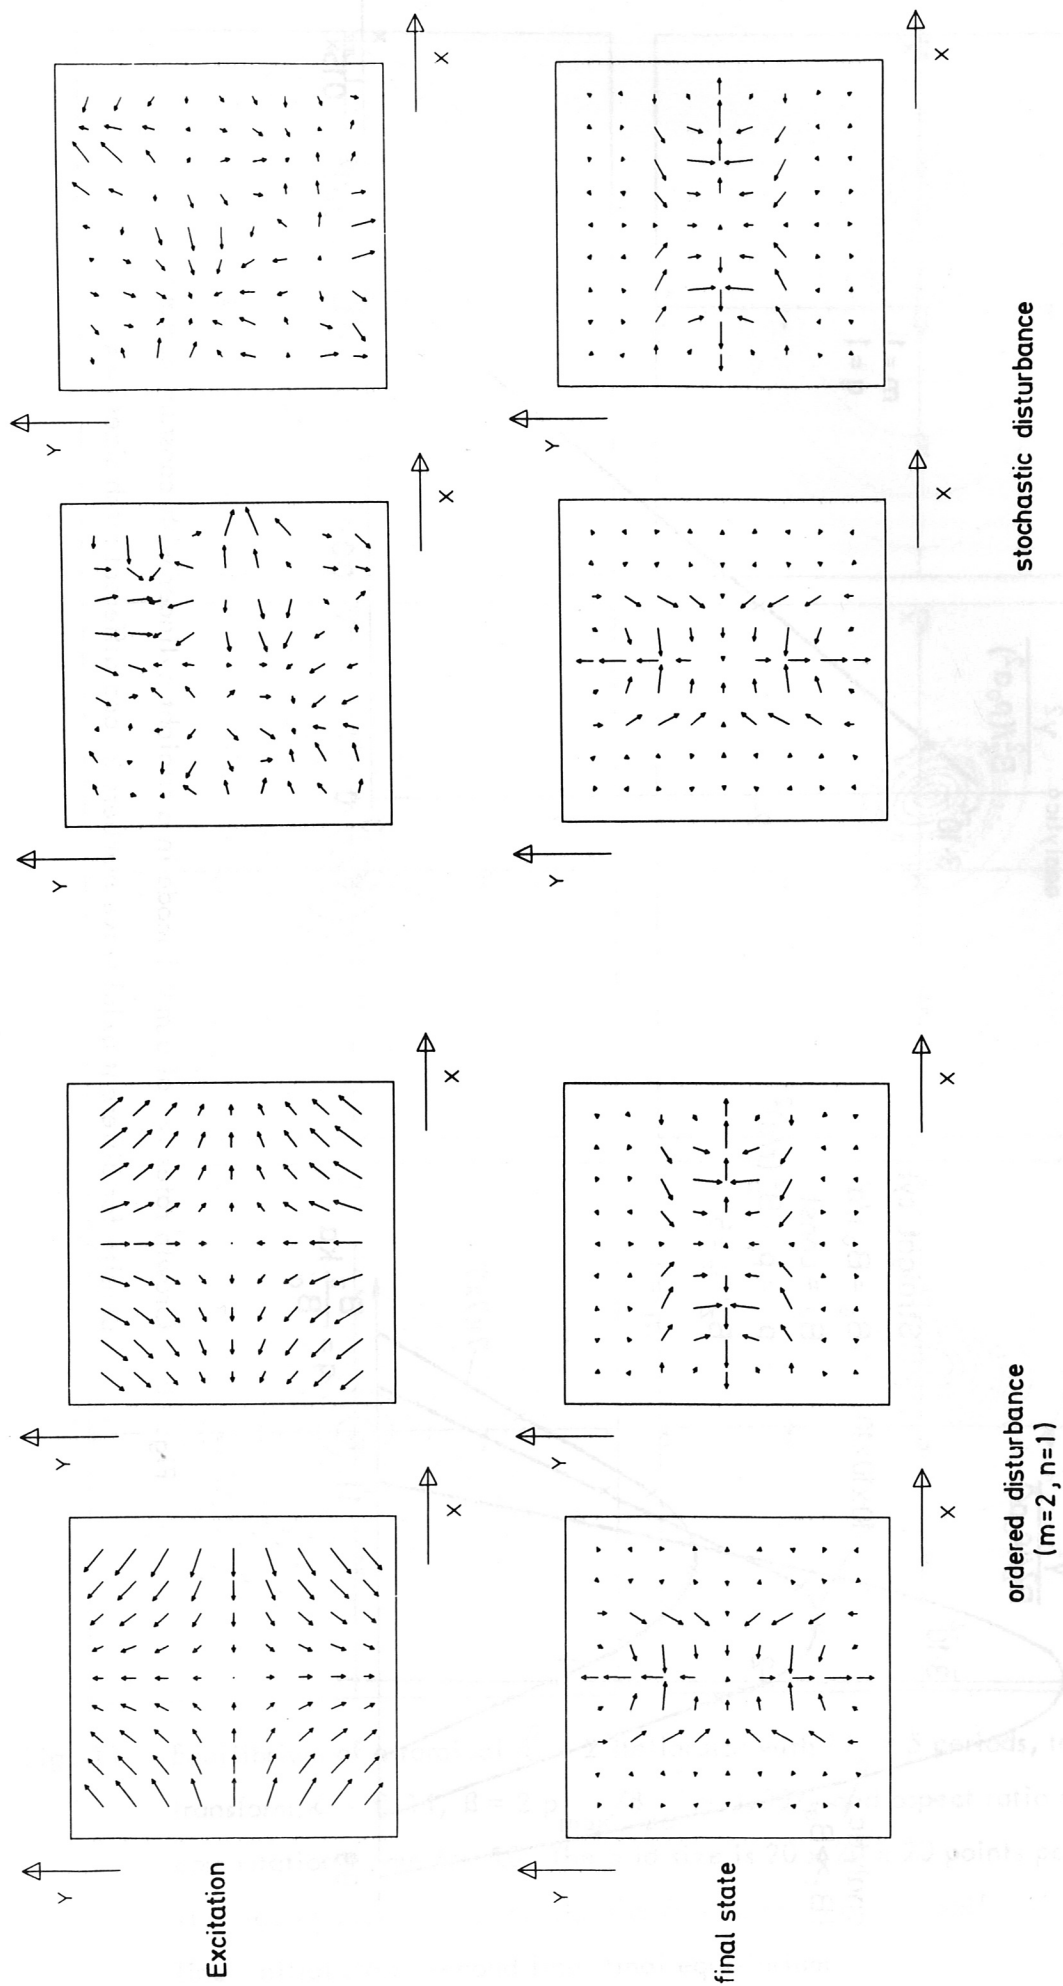 Excitation
Y
X
Y
X
Y
X
Y
X
final state
Y
X
Y
X
Y
X
Y
X
ordered disturbance
(m=2, n=1)
stochastic disturbance